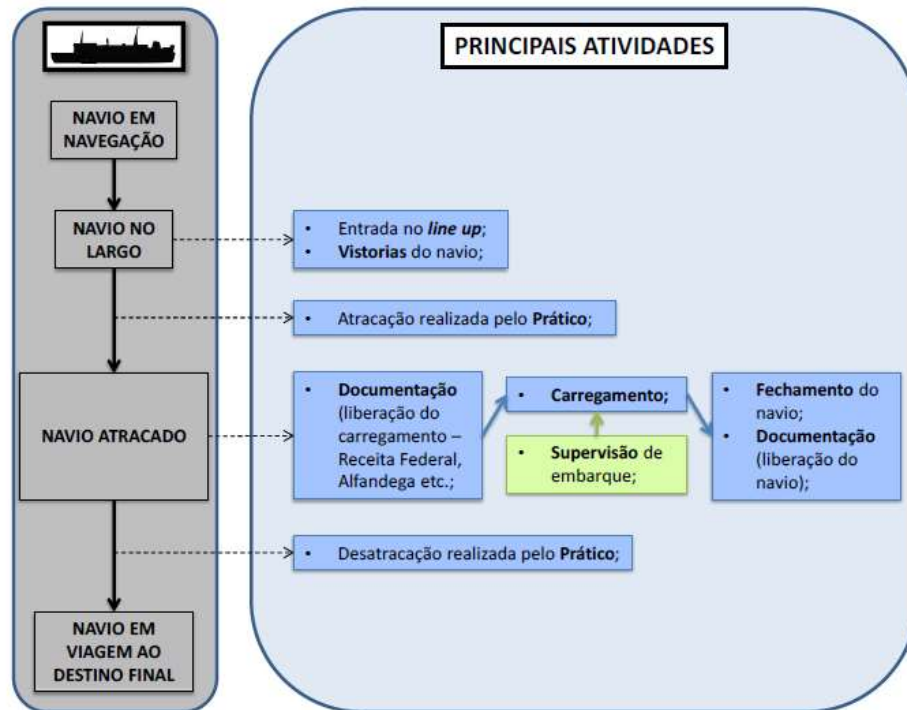 PRINCIPAIS ATIVIDADES
NAVIO EM
NAVEGAÇÃO
NAVIO NO
LARGO
• Entrada no line up;
• Vistorias do navio;
• Atracação realizada pelo Prático;
NAVIO ATRACADO
• Documentação
(liberação do
carregamento –
Receita Federal,
Alfandega etc.;
• Carregamento;
• Supervisão de
embarque;
• Fechamento do
navio;
• Documentação
(liberação do
navio);
• Desatracação realizada pelo Prático;
NAVIO EM
VIAGEM AO
DESTINO FINAL